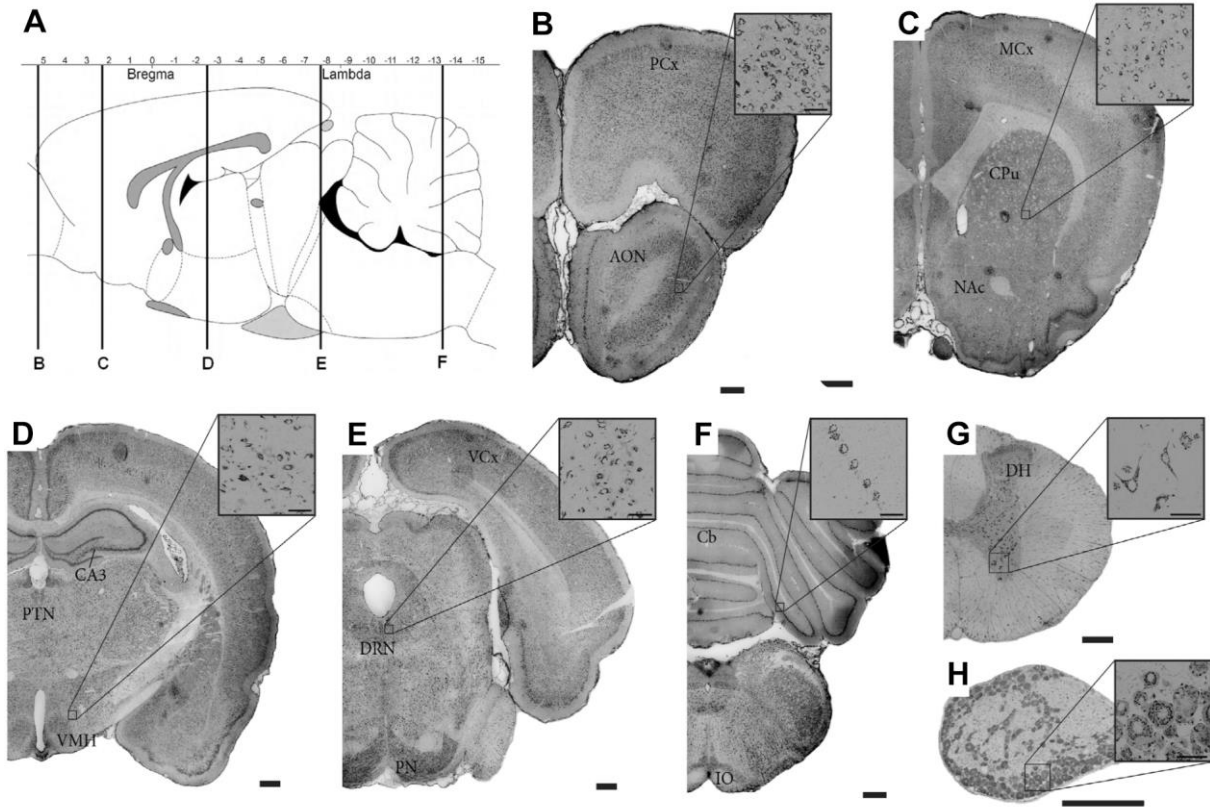 A
5 4 3 2 1 0 -1 -2 -3 -4 -5 -6 -7 -8 -9 -10 -11 -12 -13 -14 -15
Bregma Lambda
B C D E F
B
PCx
AON
C
MCx
CPu
NAc
D
CA3
PTN
VMH
E
VCx
DRN
PN
F
Cb
IO
G
DH
H